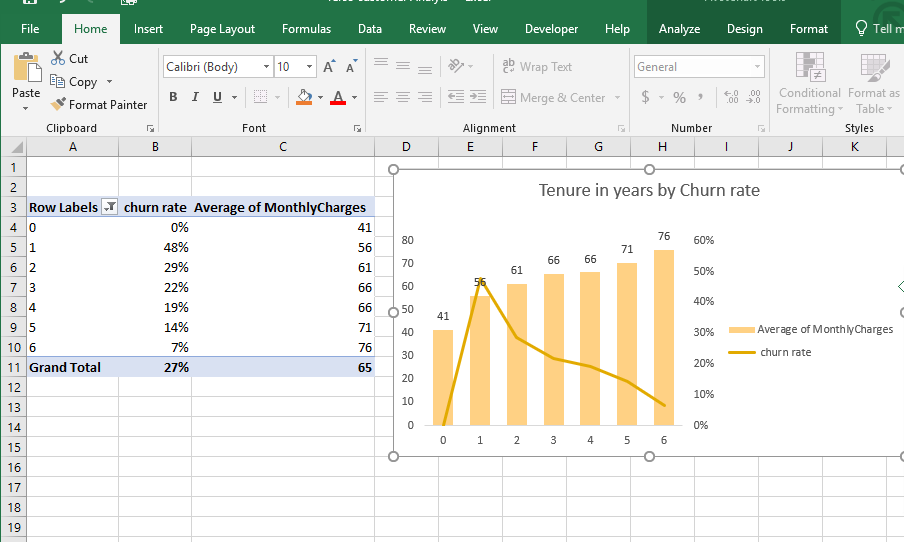 File Home Insert Page Layout Formulas Data Review View Developer Help Analyze Design Format Tell m
Paste
Cut
Copy
Format Painter
Clipboard
Calibri (Body) 10 A A
B I U A
Font
ab Wrap Text
Merge & Center
Alignment
General
$ % , .00 .00
Number
Conditional Formatting
Format as Table
Styles
A B C D E F G H I J K
1
2
3 Row Labels churn rate Average of MonthlyCharges
4 0 0% 41
5 1 48% 56
6 2 29% 61
7 3 22% 66
8 4 19% 66
9 5 14% 71
10 6 7% 76
11 Grand Total 27% 65
12
13
14
15
16
17
18
19
Tenure in years by Churn rate
80
70
60
50
40
30
20
10
0
41 56 61 66 66 71 76
0 1 2 3 4 5 6
60%
50%
40%
30%
20%
10%
0%
Average of MonthlyCharges
churn rate